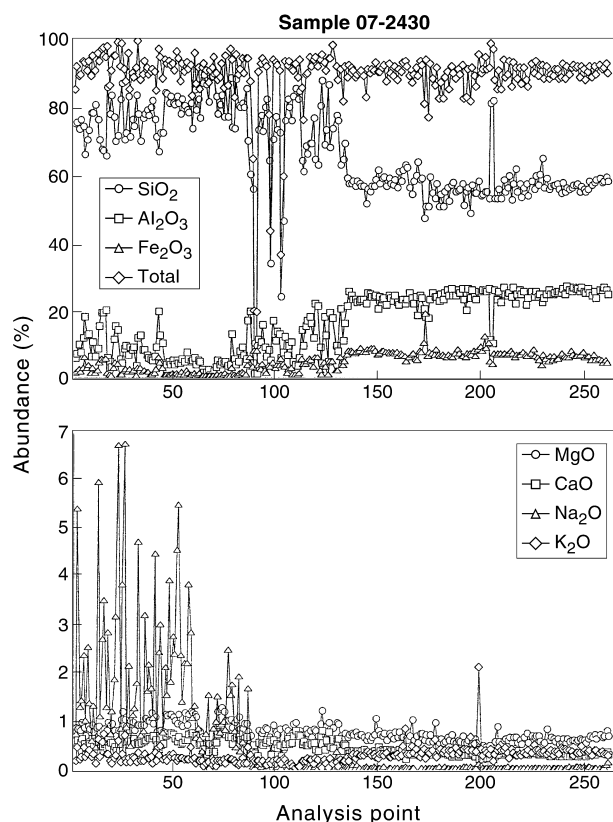 Sample 07-2430
100
80
60
40
20
0
SiO2
Al2O3
Fe2O3
Total
50
100
150
200
250
Abundance (%)
7
6
5
4
3
2
1
0
MgO
CaO
Na2O
K2O
50
100
150
200
250
Analysis point